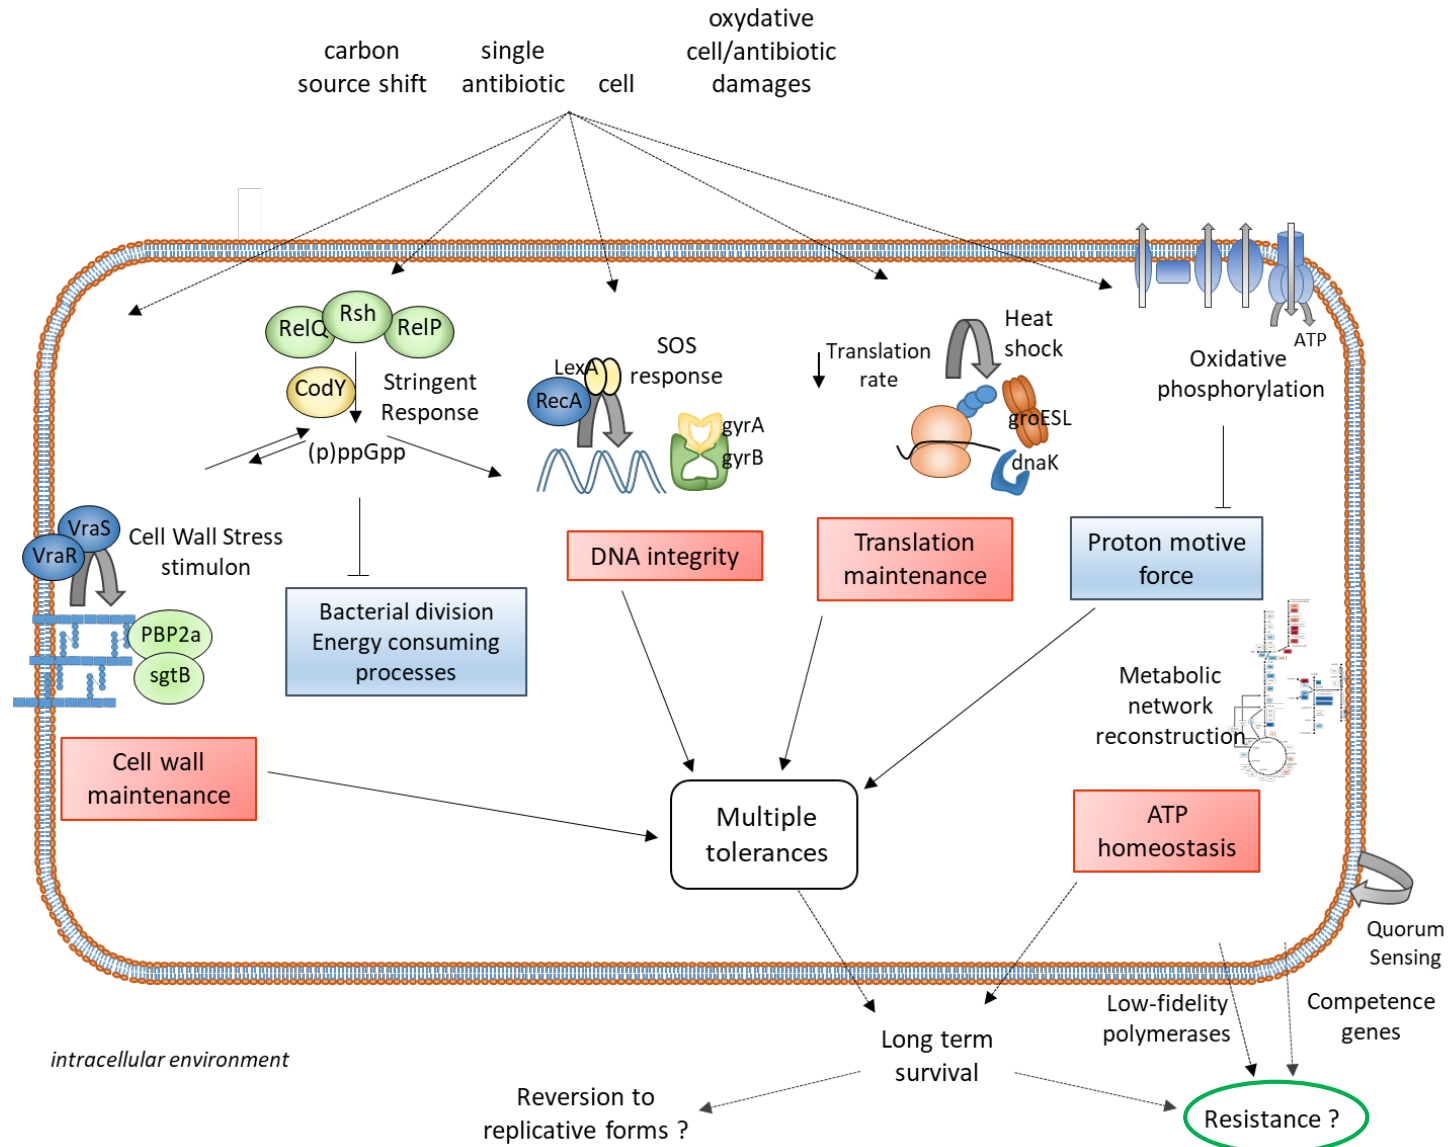 oxydative
carbon
single
cell/antibiotic
source shift
antibiotic
cell
damages
ATP
Rsh
RelQ
RelP
CodY
Stringent
Response
(p)ppGpp
LexA
RecA
SOS
response
gyrA
gyrB
Translation
rate
Heat
shock
groESL
dnaK
Oxidative
phosphorylation
VraS
VraR
Cell Wall Stress
stimulon
PBP2a
sgtB
DNA integrity
Translation
maintenance
Proton motive
force
Bacterial division
Energy consuming
processes
Metabolic
network
reconstruction
Cell wall
maintenance
Multiple
tolerances
ATP
homeostasis
Quorum
Sensing
Low-fidelity
polymerases
Competence
genes
Long term
survival
intracellular environment
Reversion to
replicative forms ?
Resistance ?